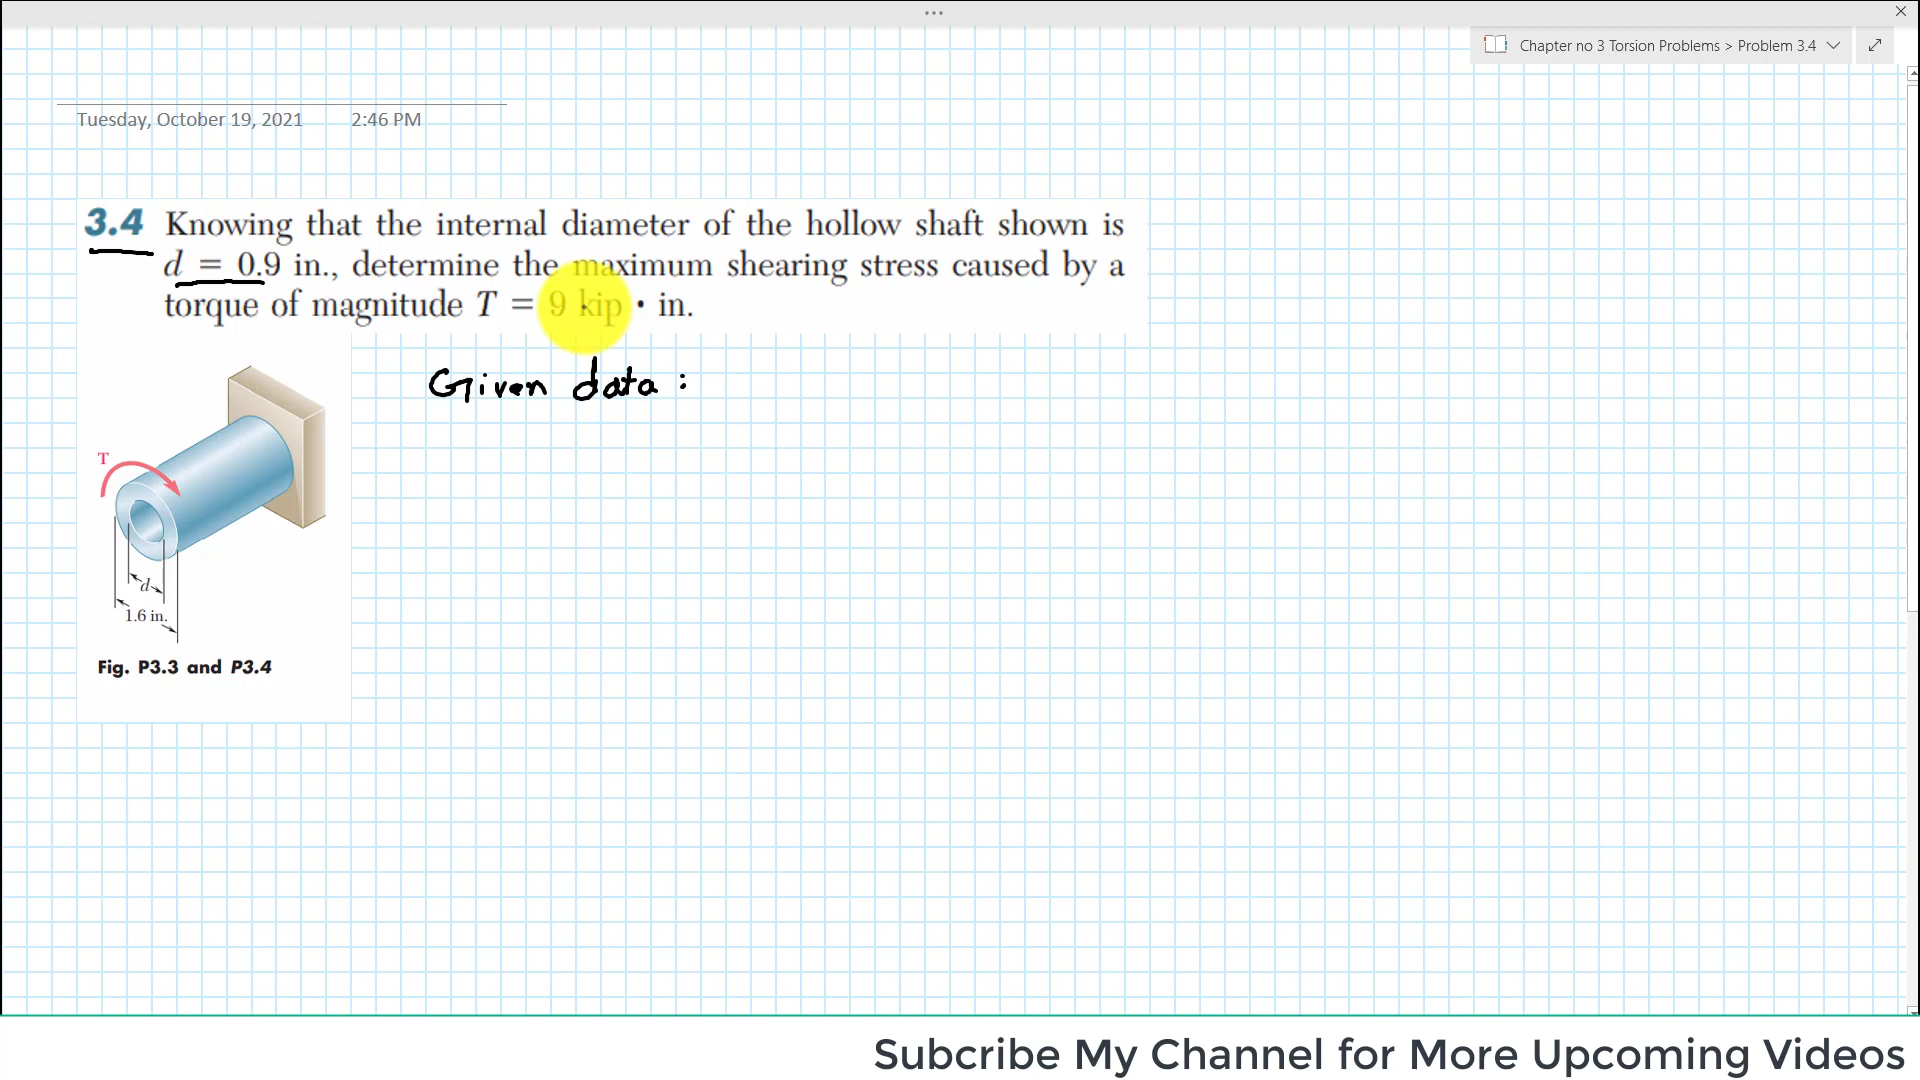 Chapter no 3 Torsion Problems > Problem 3.4
Tuesday, October 19, 2021 2:46 PM
3.4 Knowing that the internal diameter of the hollow shaft shown is
d = 0.9 in., determine the maximum shearing stress caused by a
torque of magnitude T = 9 kip • in.
Given data :
T
d
1.6 in.
Fig. P3.3 and P3.4
Subcribe My Channel for More Upcoming Videos